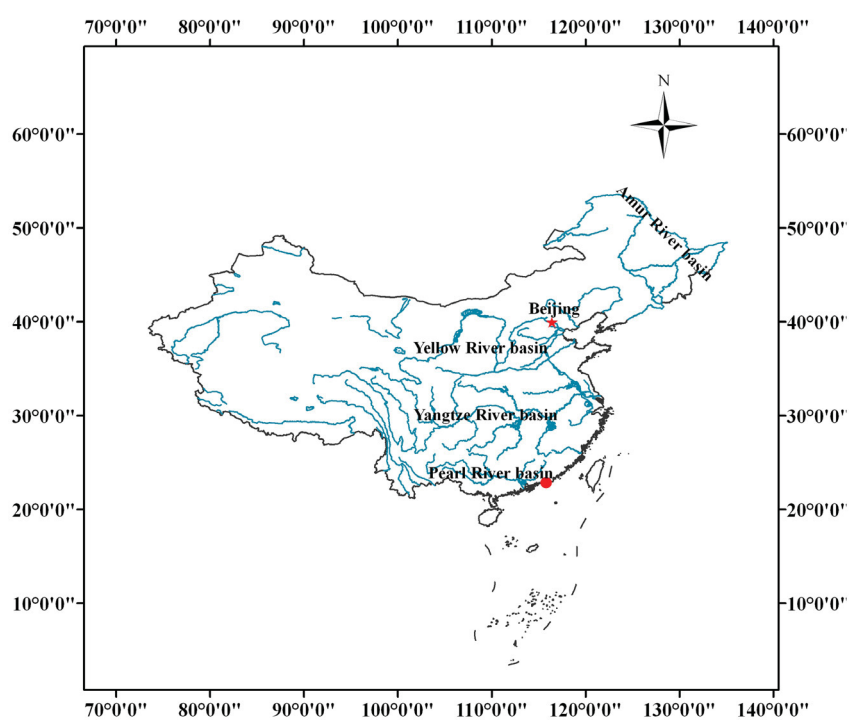 70°0'0" 80°0'0" 90°0'0" 100°0'0" 110°0'0" 120°0'0" 130°0'0" 140°0'0"
N
60°0'0" 60°0'0"
Amur River basin
50°0'0" 50°0'0"
Beijing
40°0'0" 40°0'0"
Yellow River basin
Yangtze River basin
30°0'0" 30°0'0"
Pearl River basin
20°0'0" 20°0'0"
10°0'0" 10°0'0"
70°0'0" 80°0'0" 90°0'0" 100°0'0" 110°0'0" 120°0'0" 130°0'0" 140°0'0"